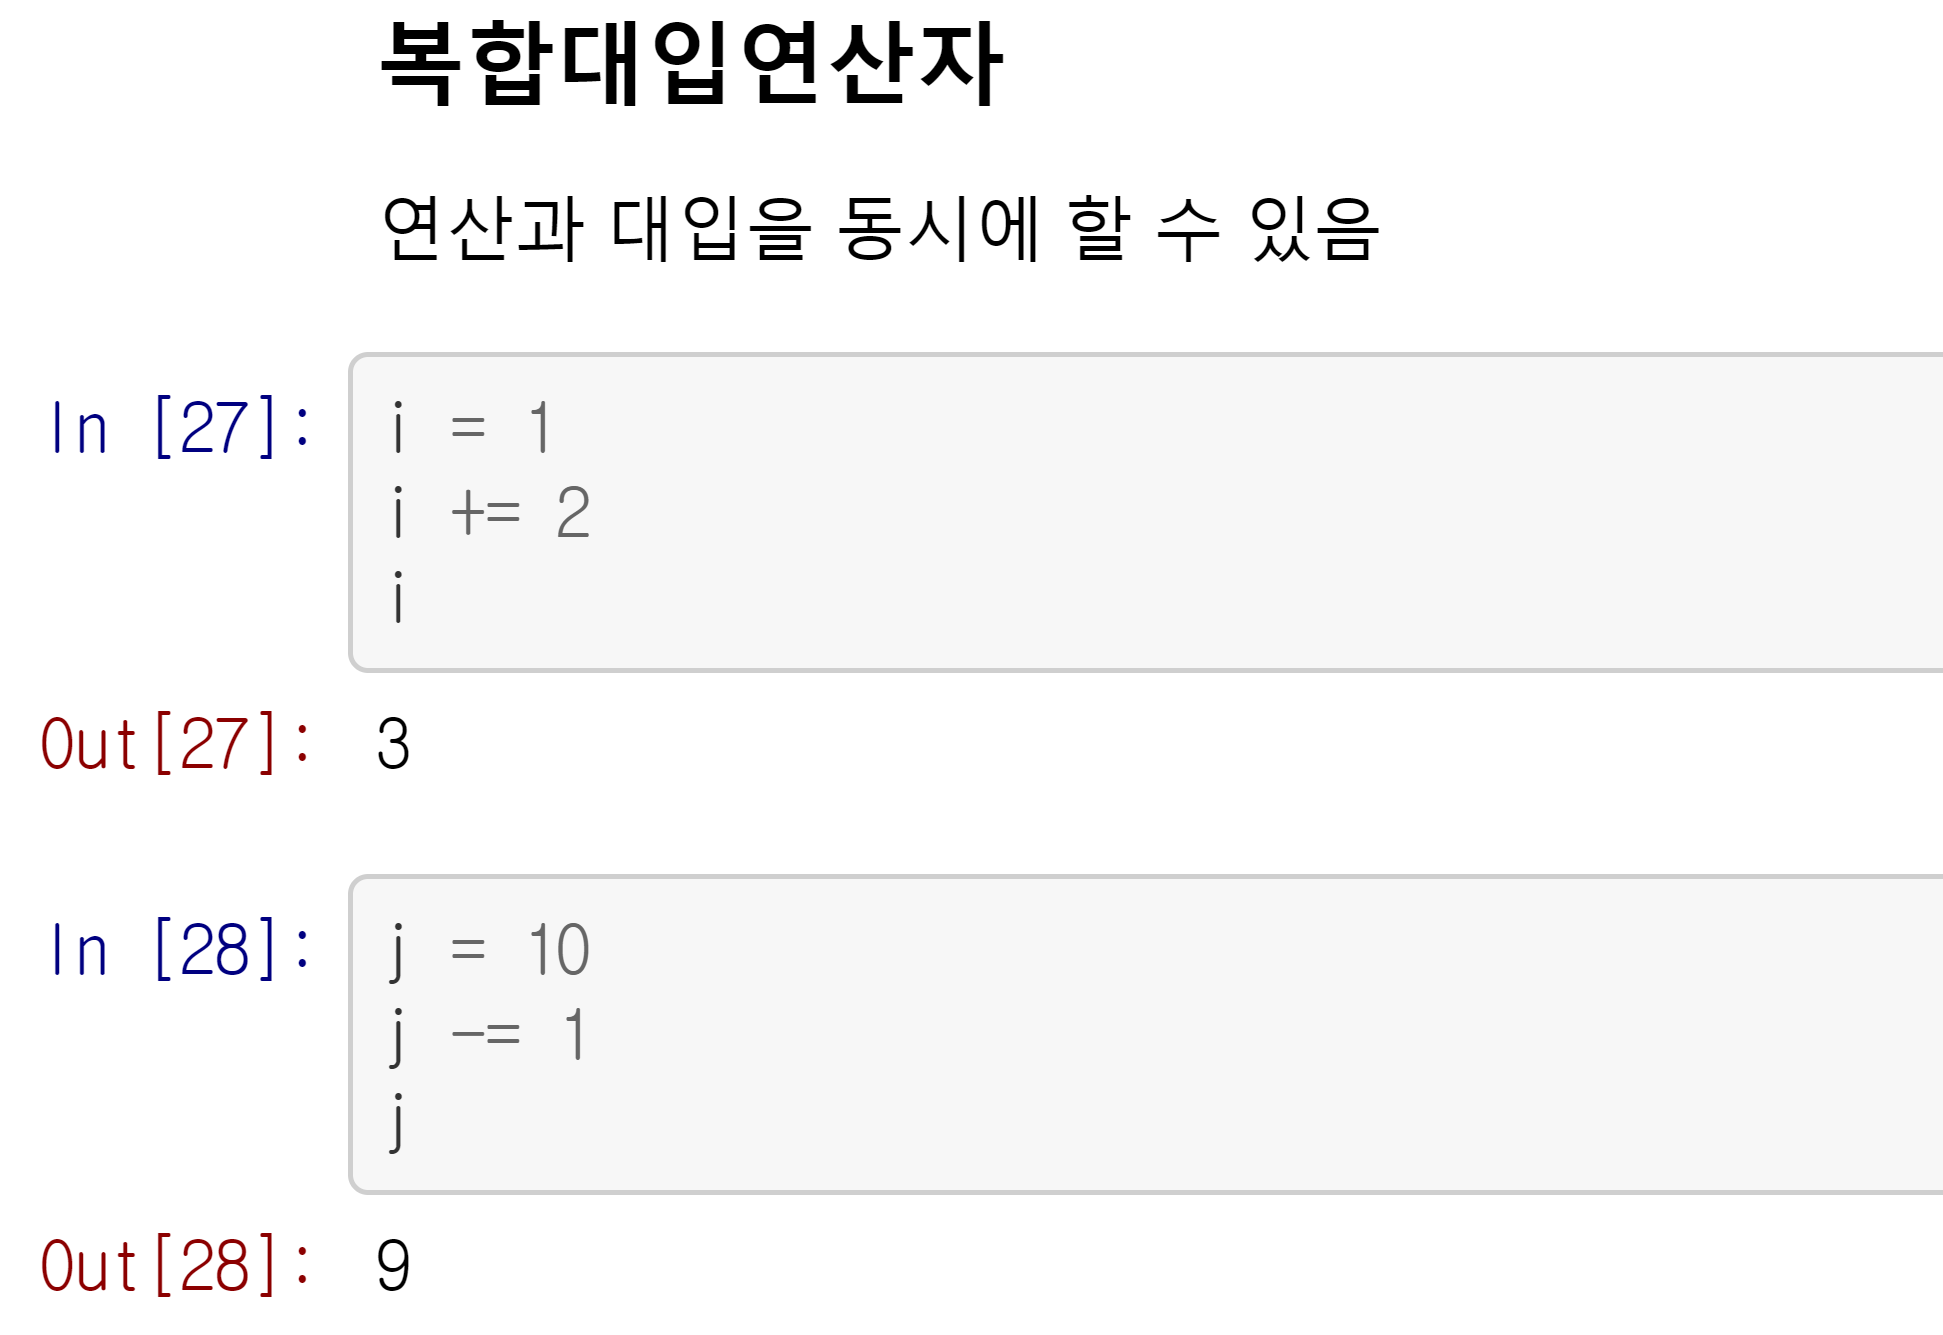 복합대입연산자
연산과 대입을 동시에 할 수 있음
In [27]: i = 1
i += 2
i
Out[27]: 3
In [28]: j = 10
j -= 1
j
Out[28]: 9